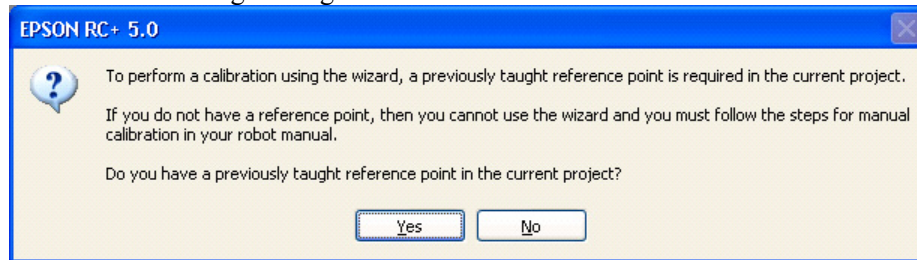 EPSON RC+ 5.0
To perform a calibration using the wizard, a previously taught reference point is required in the current project.
If you do not have a reference point, then you cannot use the wizard and you must follow the steps for manual
calibration in your robot manual.
Do you have a previously taught reference point in the current project?
Yes No